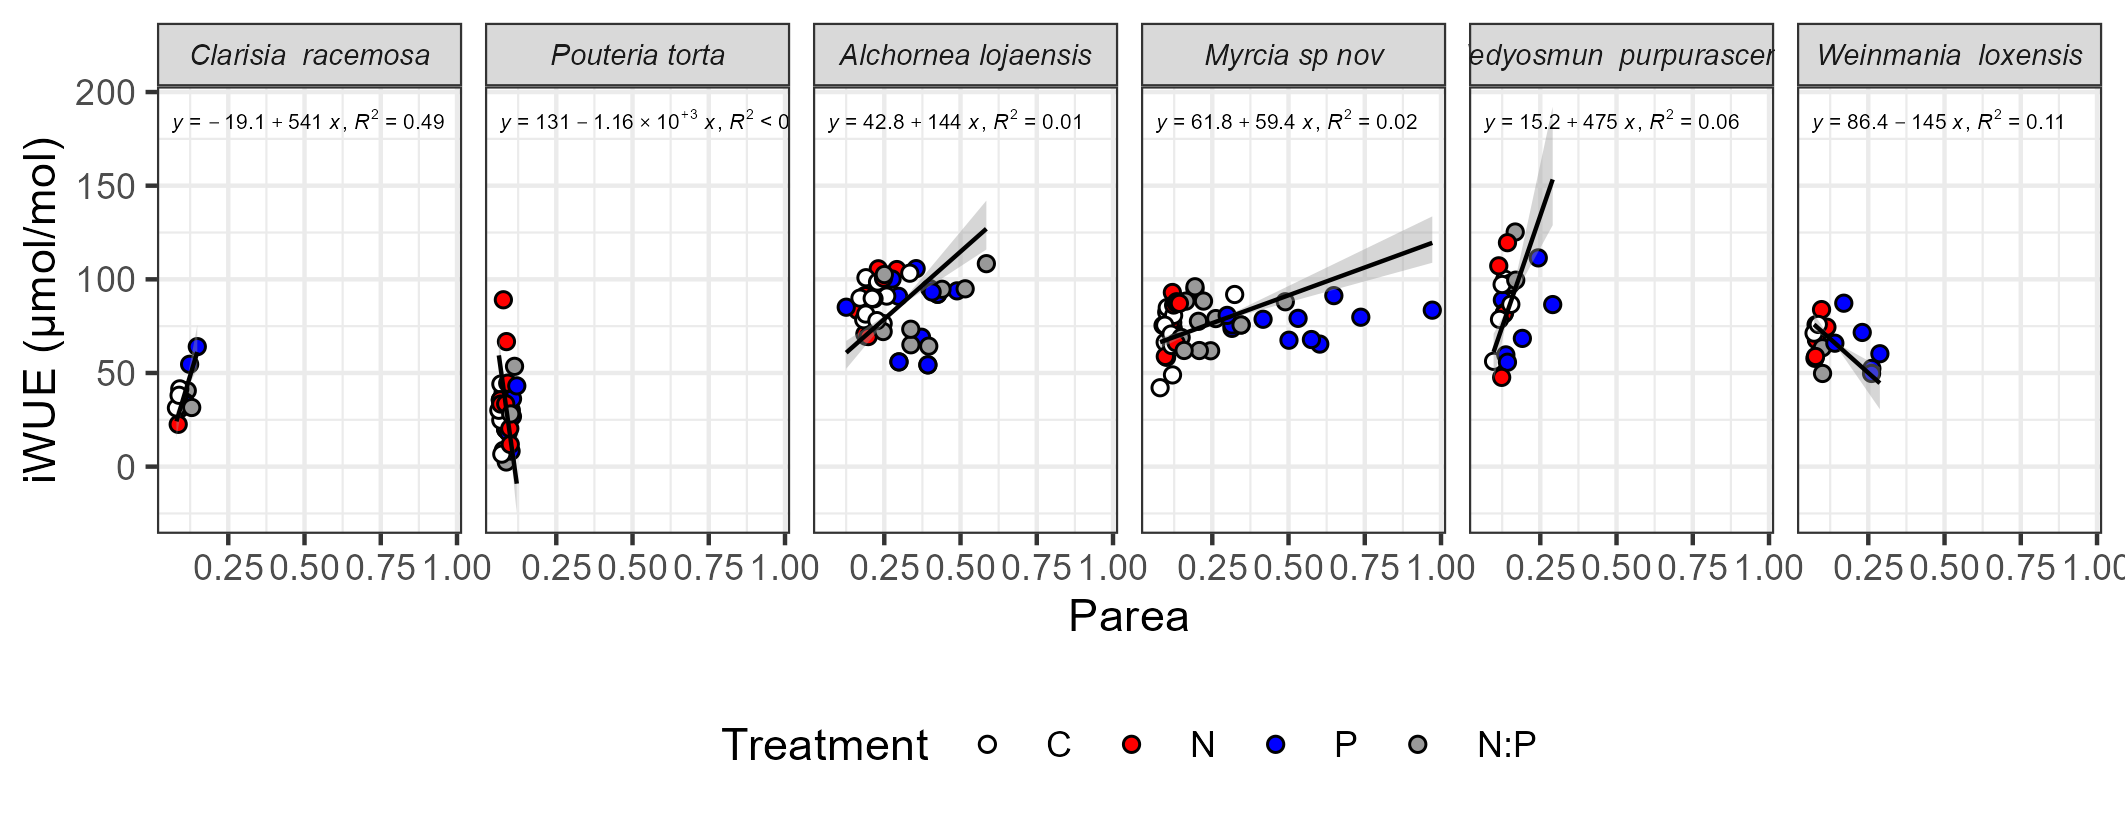 Clarisia racemosa
Pouteria torta
Alchornea lojaensis
Myrcia sp nov
edyosmun purpurascer
Weinmania loxensis
y = − 19.1 + 541 x, R² = 0.49
y = 131 − 1.16 × 10⁺³ x, R² < 0
y = 42.8 + 144 x, R² = 0.01
y = 61.8 + 59.4 x, R² = 0.02
y = 15.2 + 475 x, R² = 0.06
y = 86.4 − 145 x, R² = 0.11
200
150
100
50
0
iWUE (μmol/mol)
0.25 0.50 0.75 1.00
0.25 0.50 0.75 1.00
0.25 0.50 0.75 1.00
0.25 0.50 0.75 1.00
0.25 0.50 0.75 1.00
0.25 0.50 0.75 1.00
Parea
Treatment C N P N:P